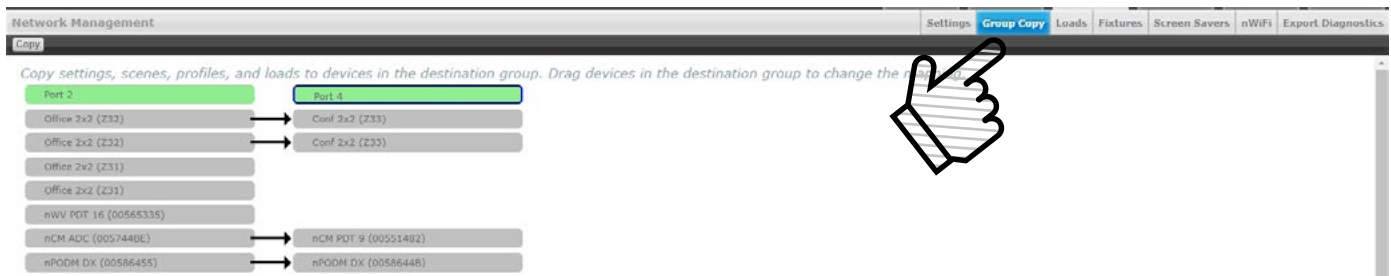 Network Management
Settings Group Copy Loads Fixtures Screen Savers nWiFi Export Diagnostics
Copy
Copy settings, scenes, profiles, and loads to devices in the destination group. Drag devices in the destination group to change the
Port 2 Port 4
Office 2x2 (Z32) Conf 2x2 (Z33)
Office 2x2 (Z32) Conf 2x2 (Z33)
Office 2x2 (Z31)
Office 2x2 (Z31)
nWV PDT 16 (00565335)
nCM ADC (005744BE) nCM PDT 9 (00551482)
nPODM DX (00586455) nPODM DX (0058644B)